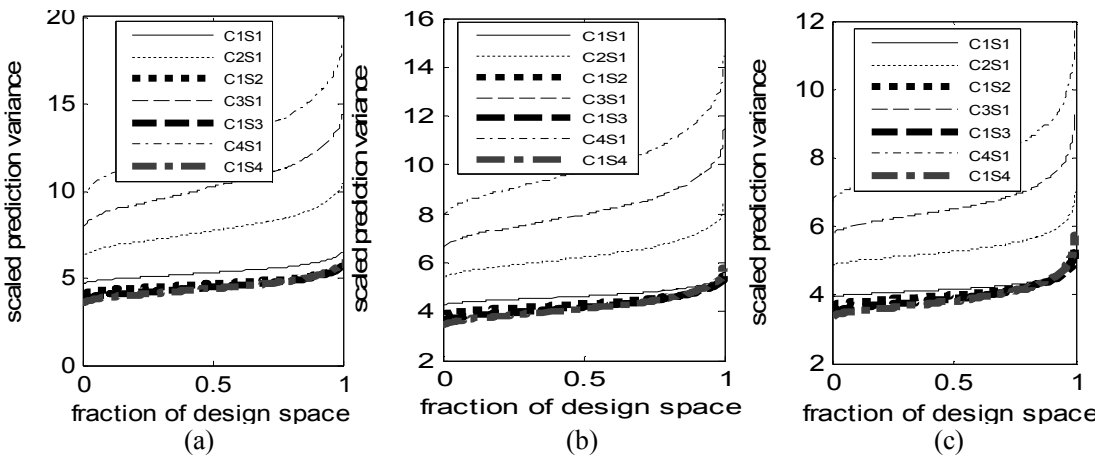 scaled prediction variance
20
15
10
5
0
C1S1
C2S1
C1S2
C3S1
C1S3
C4S1
C1S4
0
0.5
1
fraction of design space
(a)
scaled prediction variance
16
14
12
10
8
6
4
2
C1S1
C2S1
C1S2
C3S1
C1S3
C4S1
C1S4
0
0.5
1
fraction of design space
(b)
scaled prediction variance
12
10
8
6
4
2
C1S1
C2S1
C1S2
C3S1
C1S3
C4S1
C1S4
0
0.5
1
fraction of design space
(c)